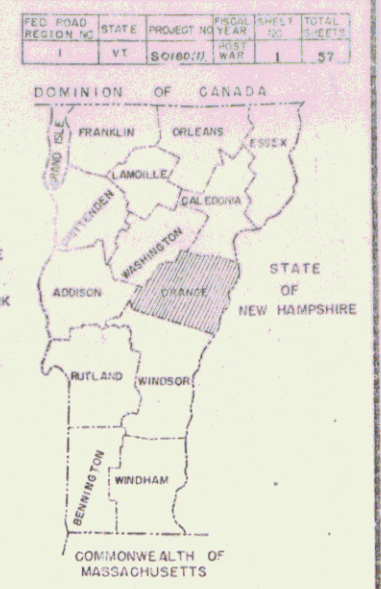 FED ROAD REGION NO STATE PROJECT NO FISCAL YEAR SHEET NO. TOTAL SHEETS
1 VT. S0180(1) POST WAR 1 57
DOMINION OF CANADA
GRAND ISLE
FRANKLIN
ORLEANS
ESSEX
LAMOILLE
CALEDONIA
CHITTENDEN
WASHINGTON
ADDISON
ORANGE
STATE
OF
NEW HAMPSHIRE
RUTLAND
WINDSOR
BENNINGTON
WINDHAM
COMMONWEALTH OF
MASSACHUSETTS